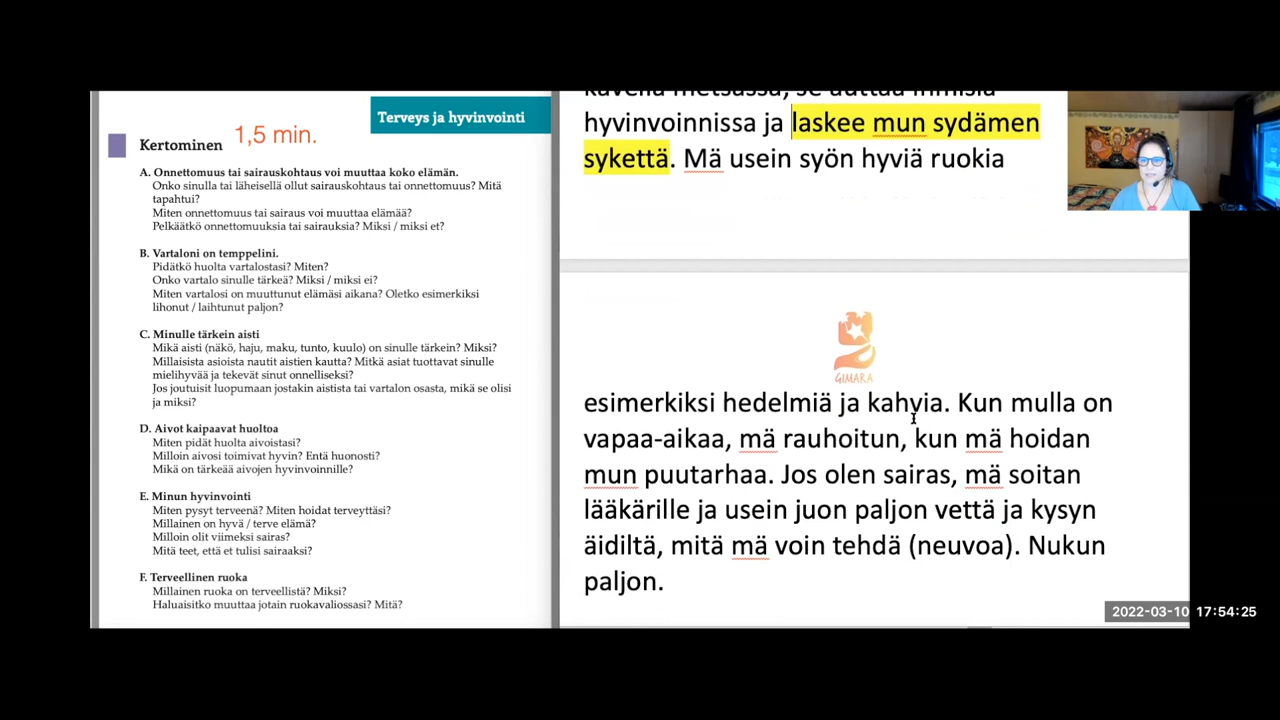 Terveys ja hyvinvointi
Kertominen 1,5 min.
A. Onnettomuus tai sairauskohtaus voi muuttaa koko elämän.
Onko sinulla tai läheisellä ollut sairauskohtaus tai onnettomuus? Mitä
tapahtui?
Miten onnettomuus tai sairaus voi muuttaa elämää?
Pelkäätkö onnettomuuksia tai sairauksia? Miksi / miksi et?
B. Vartaloni on temppelini.
Pidätkö huolta vartalostasi? Miten?
Onko vartalo sinulle tärkeä? Miksi / miksi ei?
Miten vartalosi on muuttunut elämäsi aikana? Oletko esimerkiksi
lihonut / laihtunut paljon?
C. Minulle tärkein aisti
Mikä aisti (näkö, haju, maku, tunto, kuulo) on sinulle tärkein? Miksi?
Millaisista asioista nautit aistien kautta? Mitkä asiat tuottavat sinulle
mielihyvää ja tekevät sinut onnelliseksi?
Jos joutuisit luopumaan jostakin aistista tai vartalon osasta, mikä se olisi
ja miksi?
D. Aivot kaipaavat huoltoa
Miten pidät huolta aivoistasi?
Milloin aivosi toimivat hyvin? Entä huonosti?
Mikä on tärkeää aivojen hyvinvoinnille?
E. Minun hyvinvointi
Miten pysyt terveenä? Miten hoidat terveyttäsi?
Millainen on hyvä / terve elämä?
Milloin olit viimeksi sairas?
Mitä teet, että et tulisi sairaaksi?
F. Terveellinen ruoka
Millainen ruoka on terveellistä? Miksi?
Haluaisitko muuttaa jotain ruokavaliossasi? Mitä?
kävellä metsässä, se auttaa ihmisiä
hyvinvoinnissa ja laskee mun sydämen
sykettä. Mä usein syön hyviä ruokia
GIMARA
esimerkiksi hedelmiä ja kahvia. Kun mulla on
vapaa-aikaa, mä rauhoitun, kun mä hoidan
mun puutarhaa. Jos olen sairas, mä soitan
lääkärille ja usein juon paljon vettä ja kysyn
äidiltä, mitä mä voin tehdä (neuvoa). Nukun
paljon.
2022-03-10 17:54:25